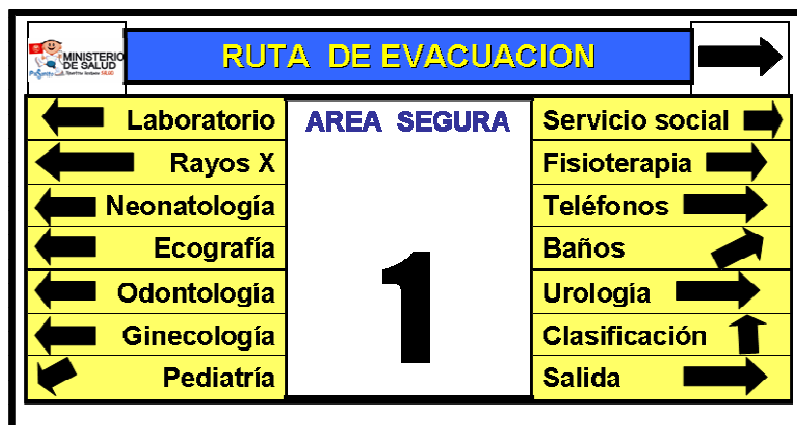 MINISTERIO
DE SALUD
RUTA DE EVACUACION
AREA SEGURA
1
Laboratorio
Rayos X
Neonatología
Ecografía
Odontología
Ginecología
Pediatría
Servicio social
Fisioterapia
Teléfonos
Baños
Urología
Clasificación
Salida